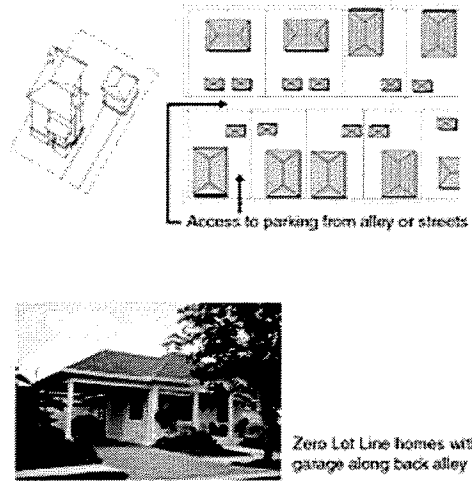 Access to parking from alley or streets
Zero Lot Line homes with
garage along back alley